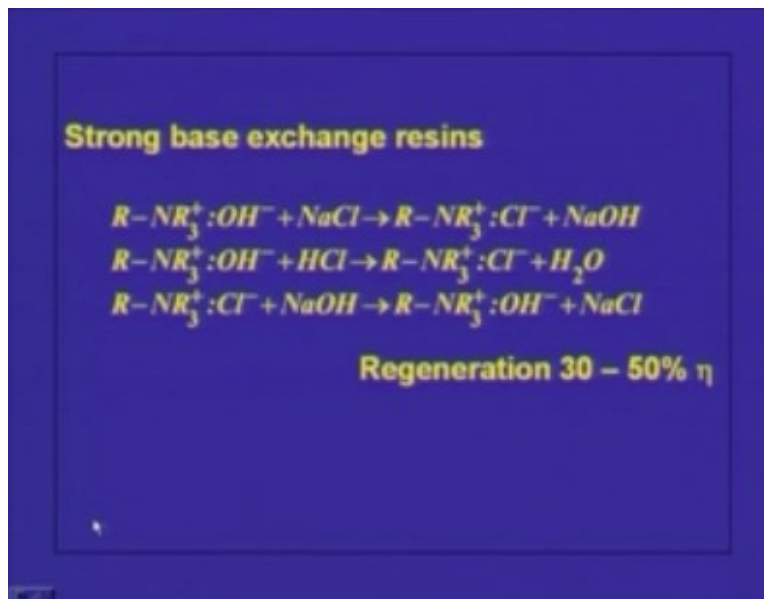 Strong base exchange resins
R–NR₃⁺:OH⁻+NaCl→R–NR₃⁺:Cl⁻+NaOH
R–NR₃⁺:OH⁻+HCl→R–NR₃⁺:Cl⁻+H₂O
R–NR₃⁺:Cl⁻+NaOH→R–NR₃⁺:OH⁻+NaCl
Regeneration 30 – 50% η